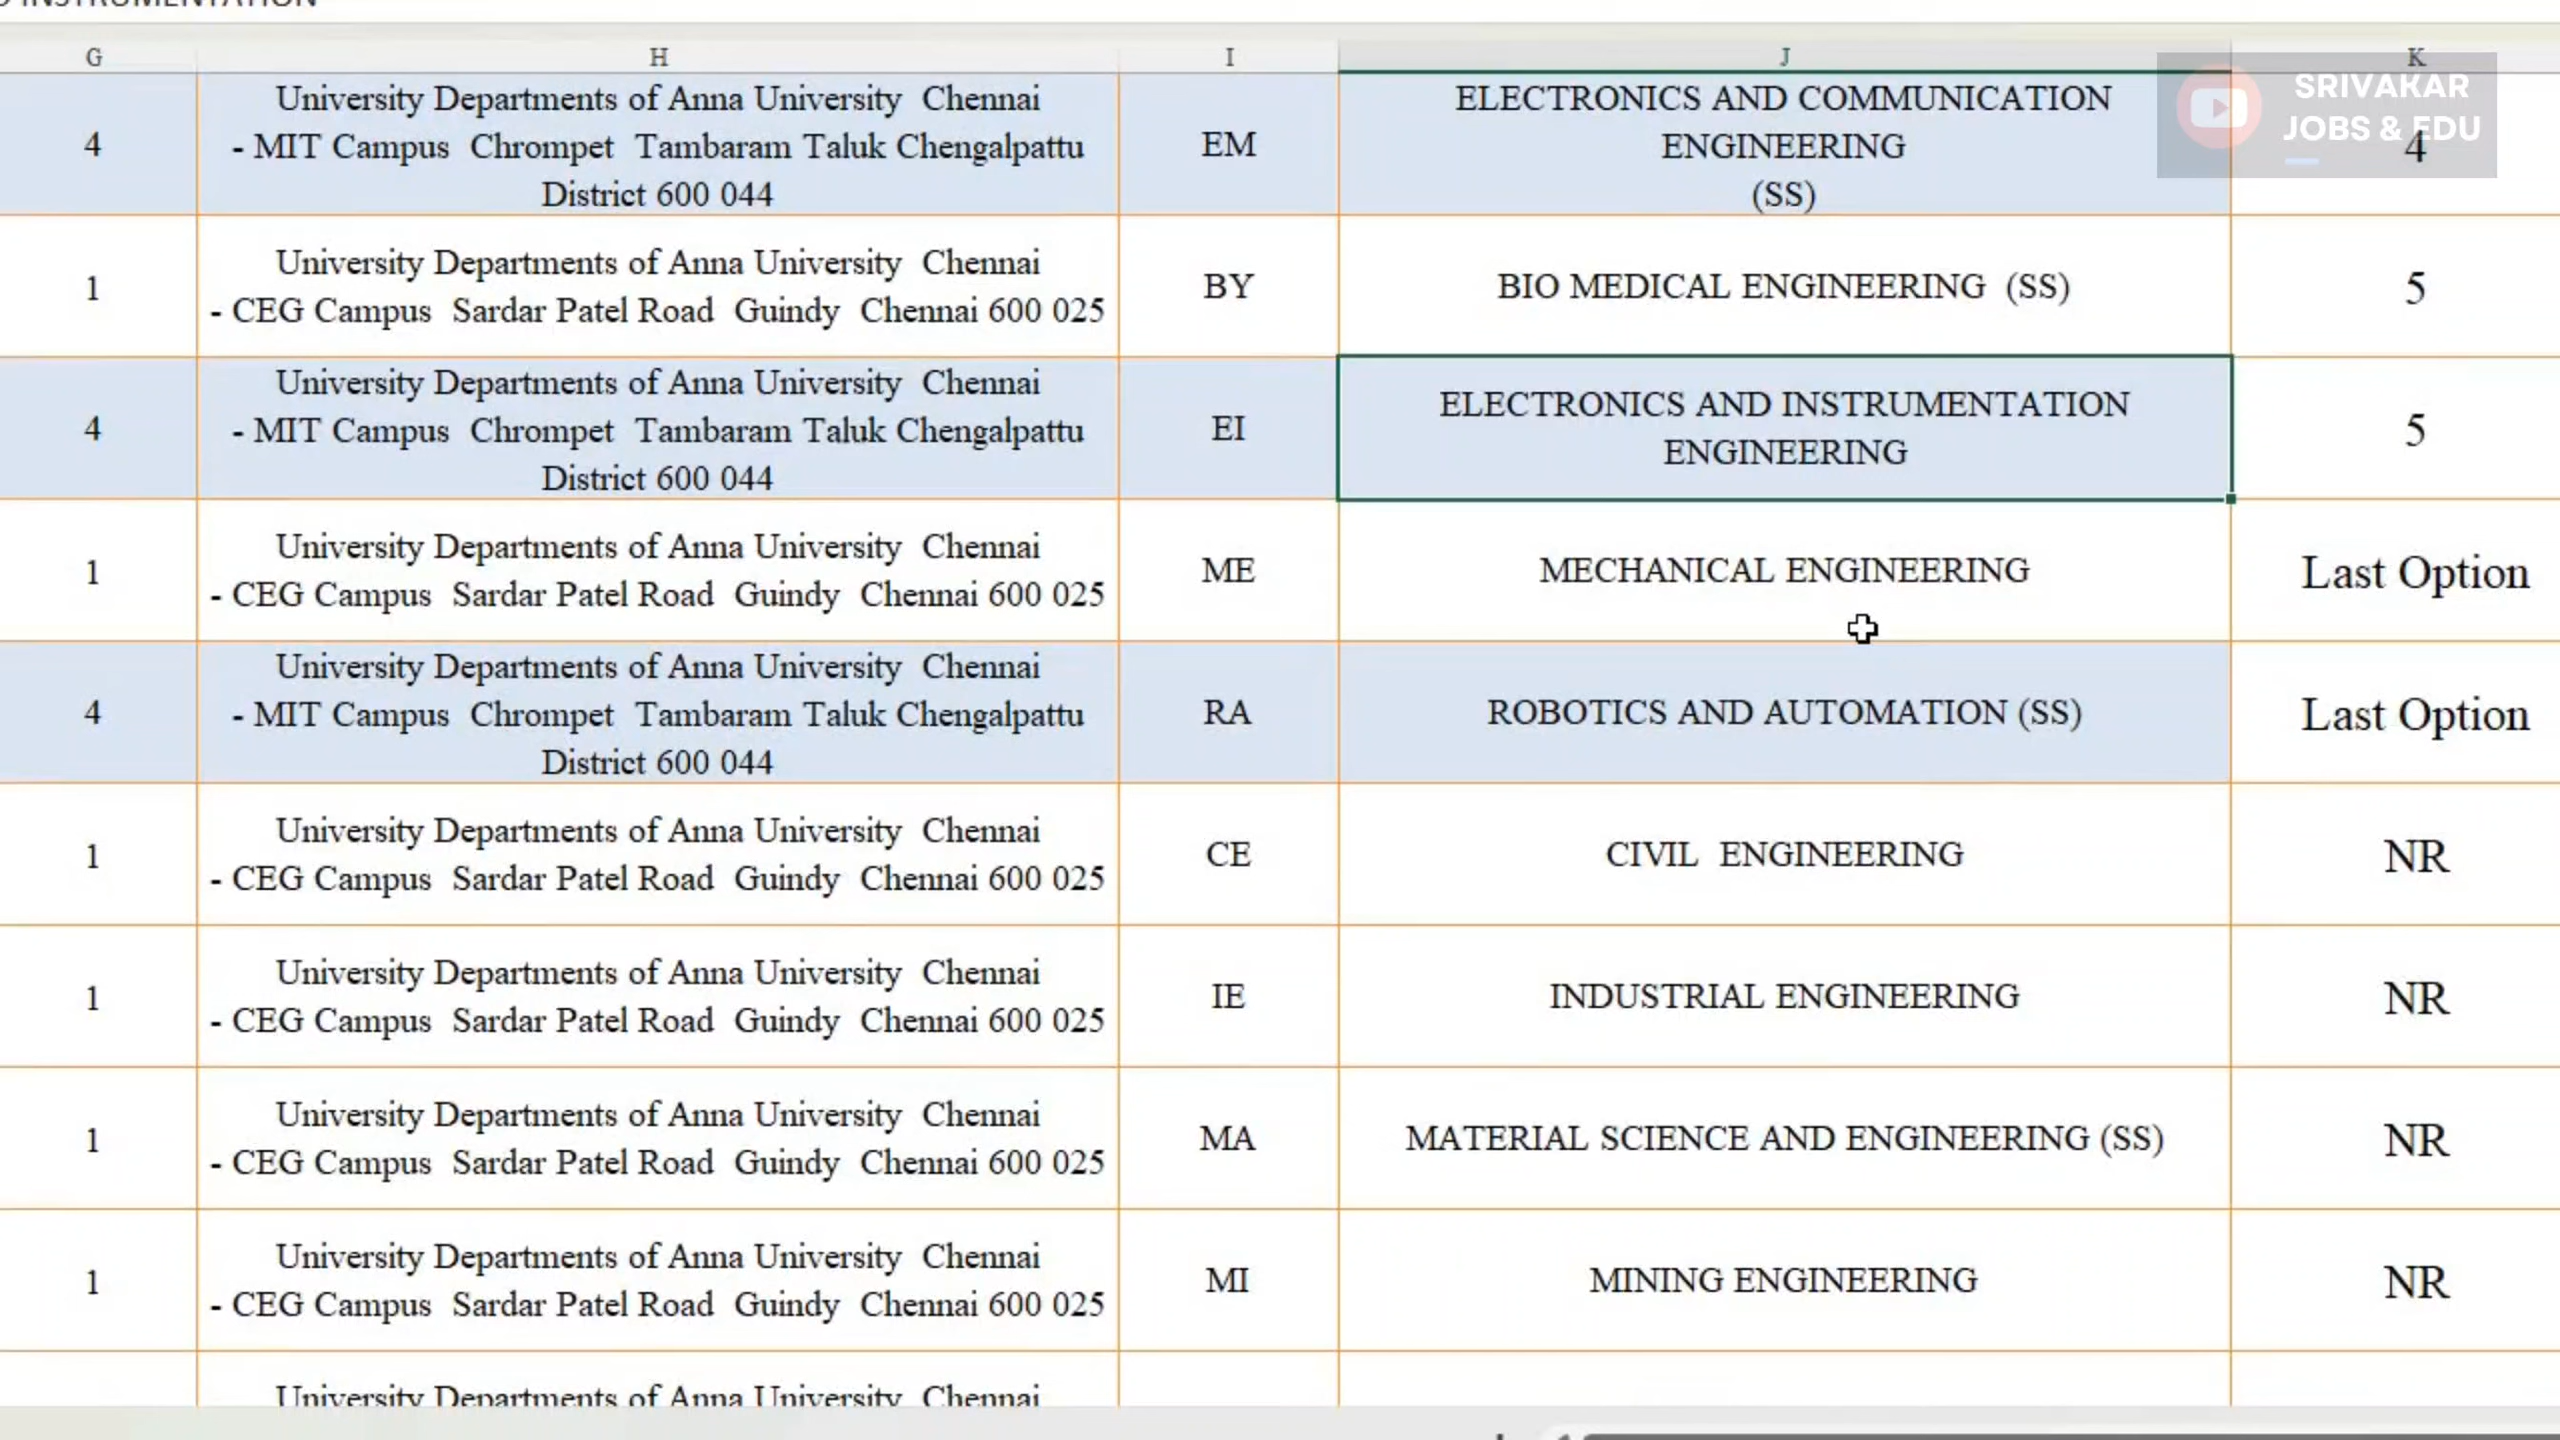 INSTRUMENTATION
G H I J K
4
University Departments of Anna University Chennai
- MIT Campus Chrompet Tambaram Taluk Chengalpattu
District 600 044
EM
ELECTRONICS AND COMMUNICATION
ENGINEERING
(SS)
4
SRIVAKAR
JOBS & EDU
1
University Departments of Anna University Chennai
- CEG Campus Sardar Patel Road Guindy Chennai 600 025
BY
BIO MEDICAL ENGINEERING (SS)
5
4
University Departments of Anna University Chennai
- MIT Campus Chrompet Tambaram Taluk Chengalpattu
District 600 044
EI
ELECTRONICS AND INSTRUMENTATION
ENGINEERING
5
1
University Departments of Anna University Chennai
- CEG Campus Sardar Patel Road Guindy Chennai 600 025
ME
MECHANICAL ENGINEERING
Last Option
4
University Departments of Anna University Chennai
- MIT Campus Chrompet Tambaram Taluk Chengalpattu
District 600 044
RA
ROBOTICS AND AUTOMATION (SS)
Last Option
1
University Departments of Anna University Chennai
- CEG Campus Sardar Patel Road Guindy Chennai 600 025
CE
CIVIL ENGINEERING
NR
1
University Departments of Anna University Chennai
- CEG Campus Sardar Patel Road Guindy Chennai 600 025
IE
INDUSTRIAL ENGINEERING
NR
1
University Departments of Anna University Chennai
- CEG Campus Sardar Patel Road Guindy Chennai 600 025
MA
MATERIAL SCIENCE AND ENGINEERING (SS)
NR
1
University Departments of Anna University Chennai
- CEG Campus Sardar Patel Road Guindy Chennai 600 025
MI
MINING ENGINEERING
NR
University Departments of Anna University Chennai